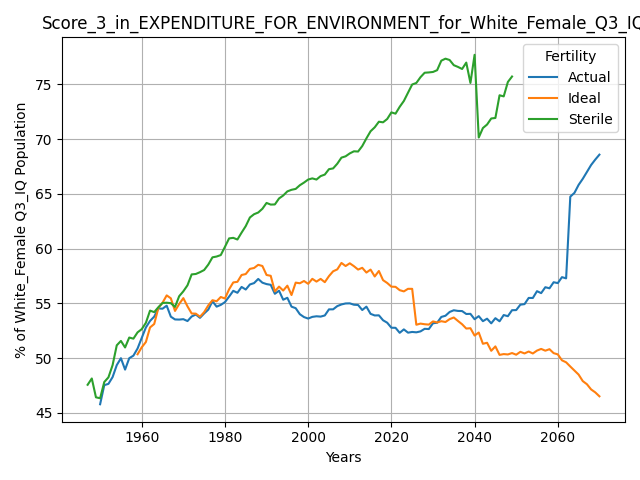 Score_3_in_EXPENDITURE_FOR_ENVIRONMENT_for_White_Female_Q3_IQ
Fertility
Actual
Ideal
Sterile
% of White_Female Q3_IQ Population
75
70
65
60
55
50
45
1960
1980
2000
2020
2040
2060
Years